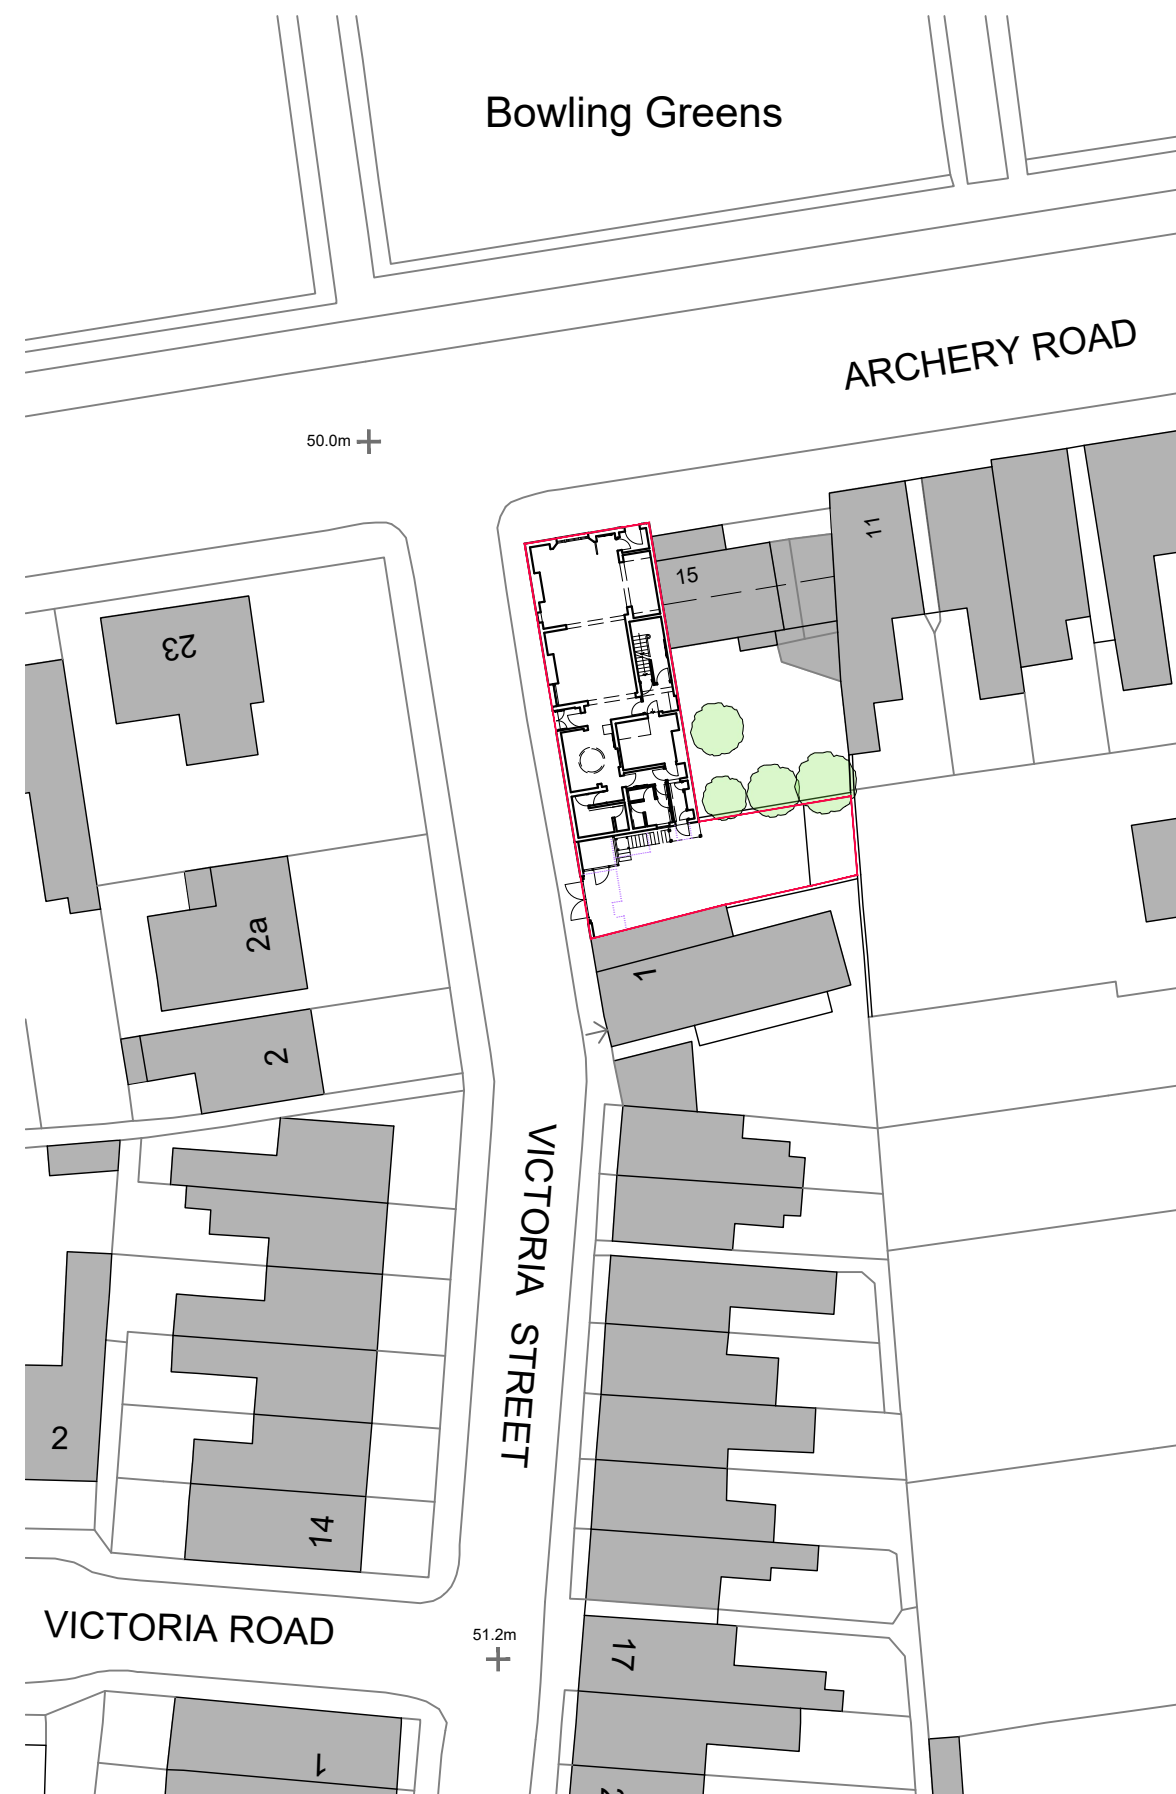 Bowling Greens
ARCHERY ROAD
50.0m
11
15
23
2a
1
2
VICTORIA STREET
2
14
VICTORIA ROAD
51.2m
17
1